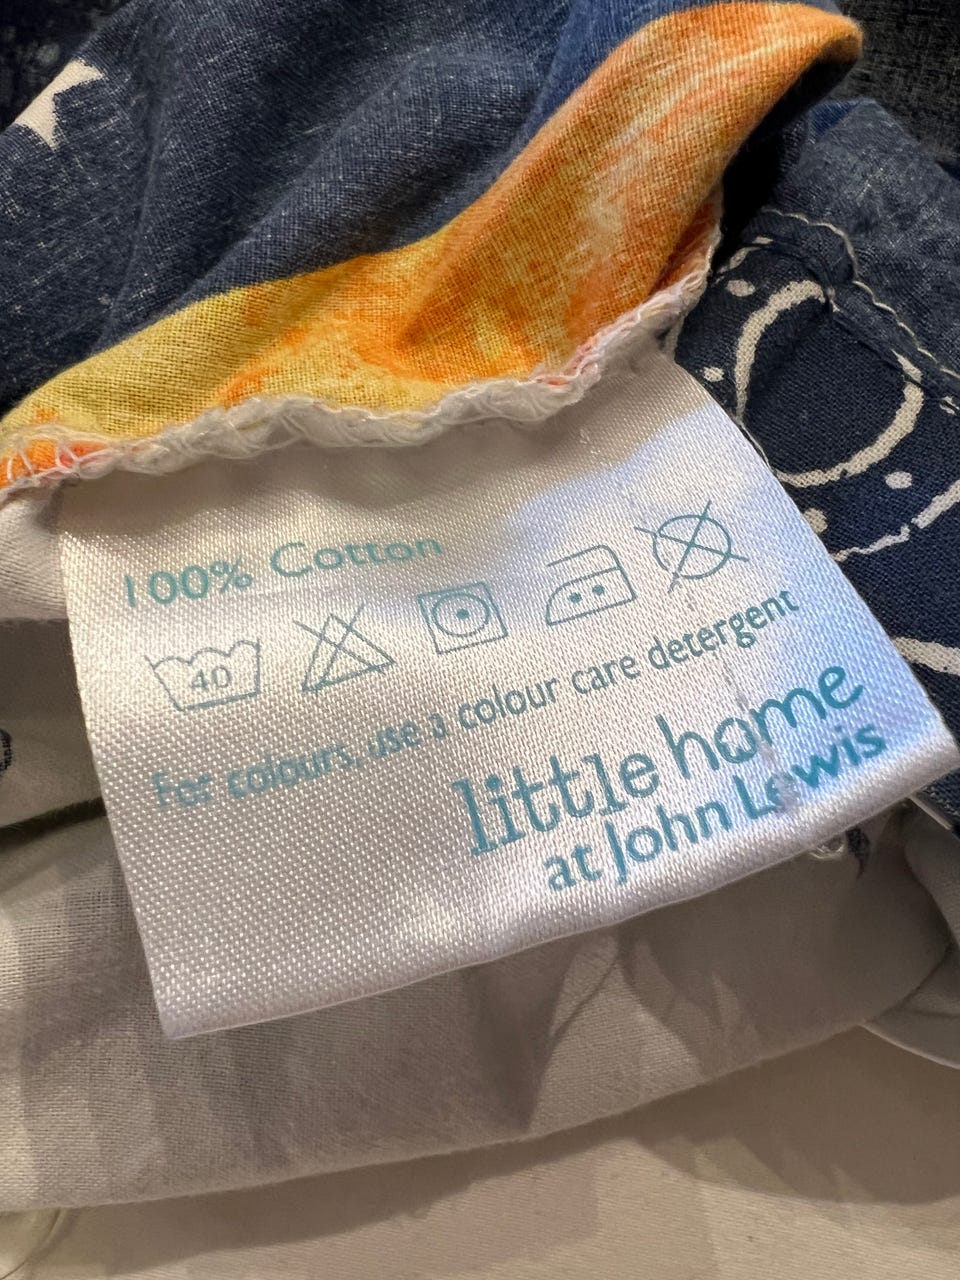 100% Cotton
40
For colours, use a colour care detergent
little home
at John Lewis